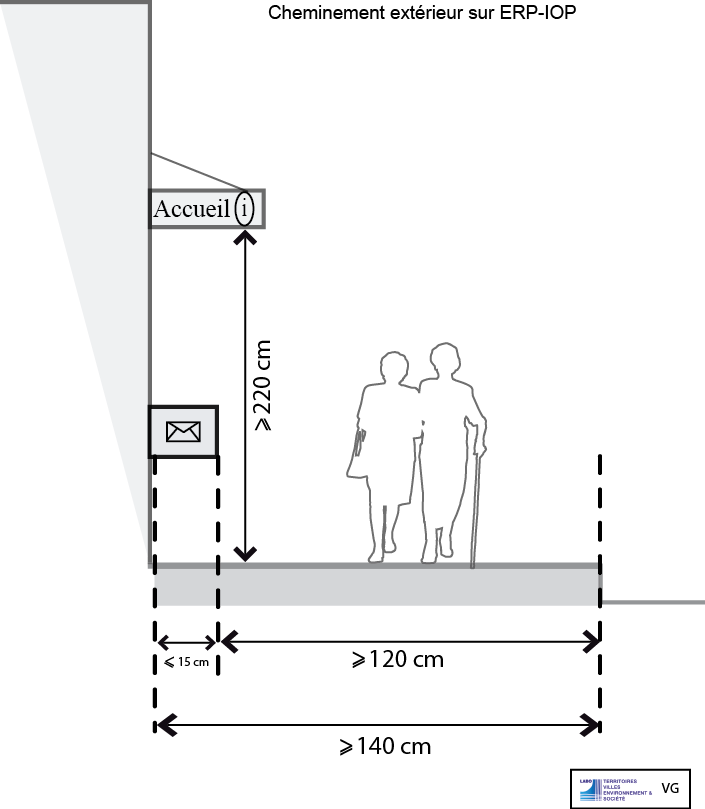 Cheminement extérieur sur ERP-IOP
Accueil i
⩾220 cm
⩽ 15 cm
⩾120 cm
⩾140 cm
LABO
TERRITOIRES
VILLES
ENVIRONNEMENT &
SOCIÉTÉ
VG